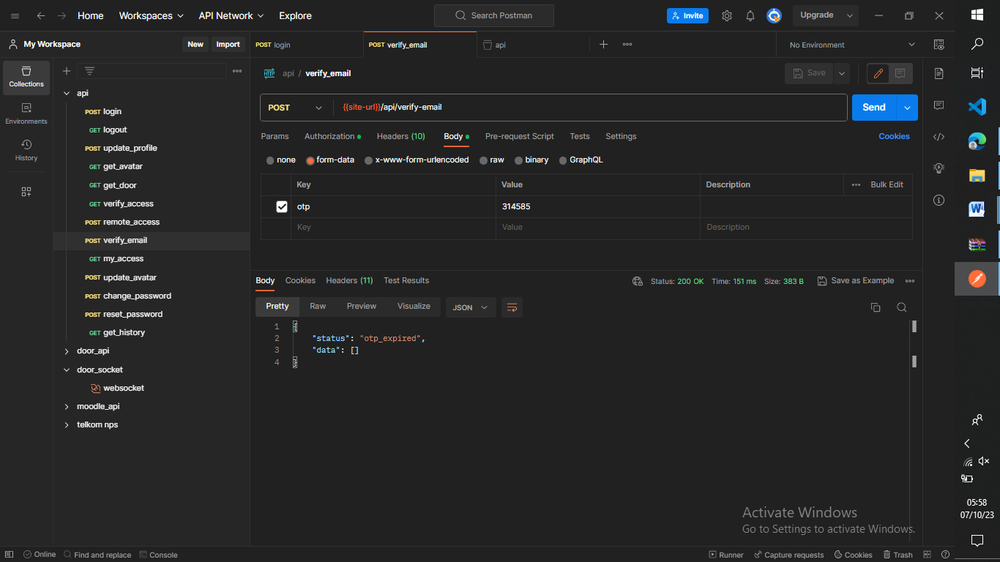 Home Workspaces API Network Explore Search Postman Invite Upgrade
My Workspace New Import POST login POST verify_email api No Environment
Collections
Environments
History
api
POST login
GET logout
POST update_profile
GET get_avatar
GET get_door
GET verify_access
POST remote_access
POST verify_email
GET my_access
POST update_avatar
POST change_password
POST reset_password
GET get_history
door_api
door_socket
websocket
moodle_api
telkom nps
HTTP api / verify_email Save
POST {{site-url}}/api/verify-email Send
Params Authorization Headers (10) Body Pre-request Script Tests Settings Cookies
none form-data x-www-form-urlencoded raw binary GraphQL
Key Value Description Bulk Edit
otp 314585
Key Value Description
Body Cookies Headers (11) Test Results Status: 200 OK Time: 151 ms Size: 383 B Save as Example
Pretty Raw Preview Visualize JSON
1 {
2 "status": "otp_expired",
3 "data": []
4 }
Activate Windows
Go to Settings to activate Windows.
Online Find and replace Console Runner Capture requests Cookies Trash
05:58
07/10/23